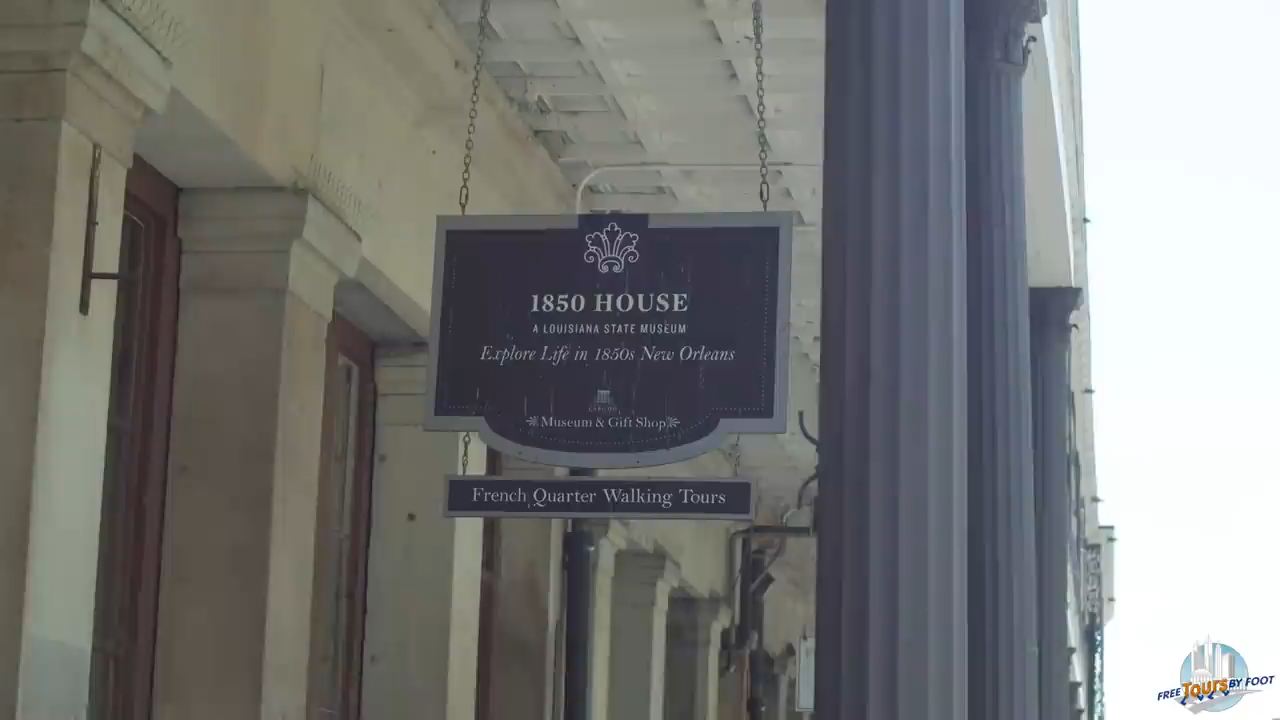 1850 HOUSE
A LOUISIANA STATE MUSEUM
Explore Life in 1850s New Orleans
CABILDO
Museum & Gift Shop
French Quarter Walking Tours
FREE TOURS BY FOOT